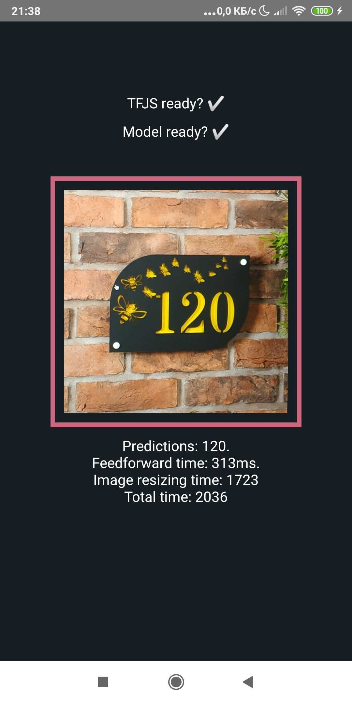 21:38
...0,0 КБ/с
100
TFJS ready? ✔
Model ready? ✔
120
Predictions: 120.
Feedforward time: 313ms.
Image resizing time: 1723
Total time: 2036